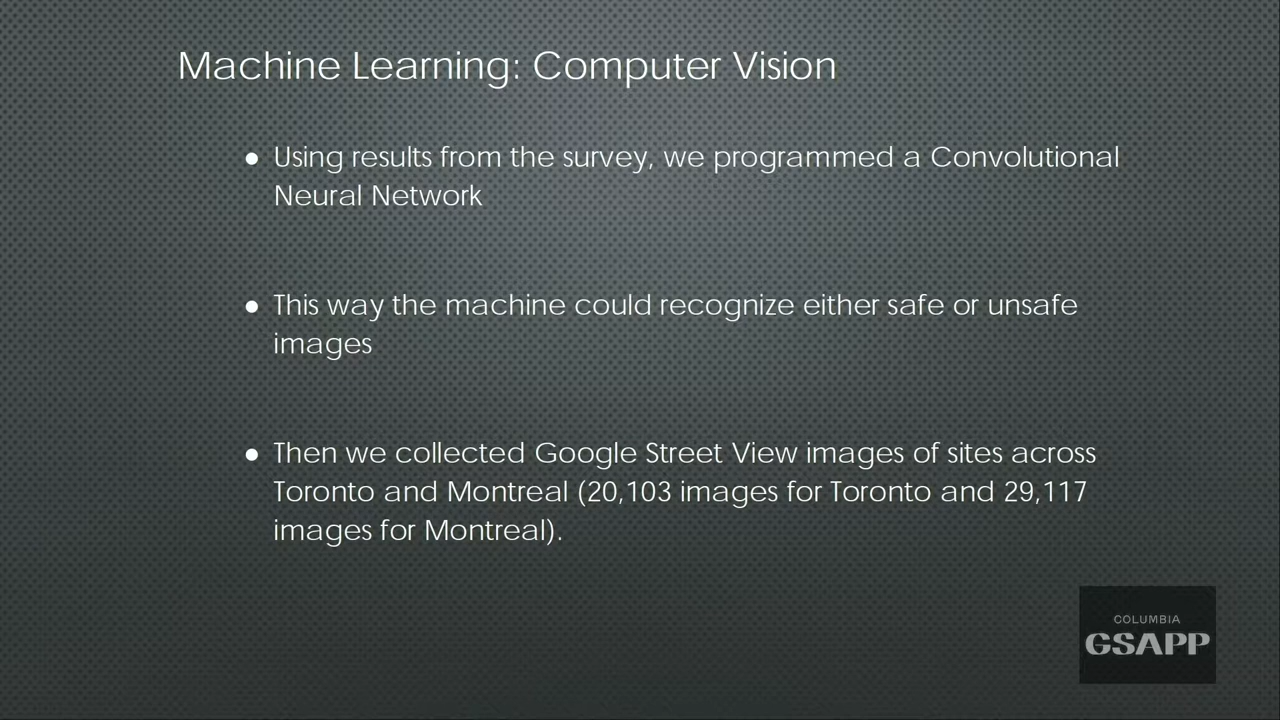 Machine Learning: Computer Vision
● Using results from the survey, we programmed a Convolutional
Neural Network
● This way the machine could recognize either safe or unsafe
images
● Then we collected Google Street View images of sites across
Toronto and Montreal (20,103 images for Toronto and 29,117
images for Montreal).
COLUMBIA
GSAPP